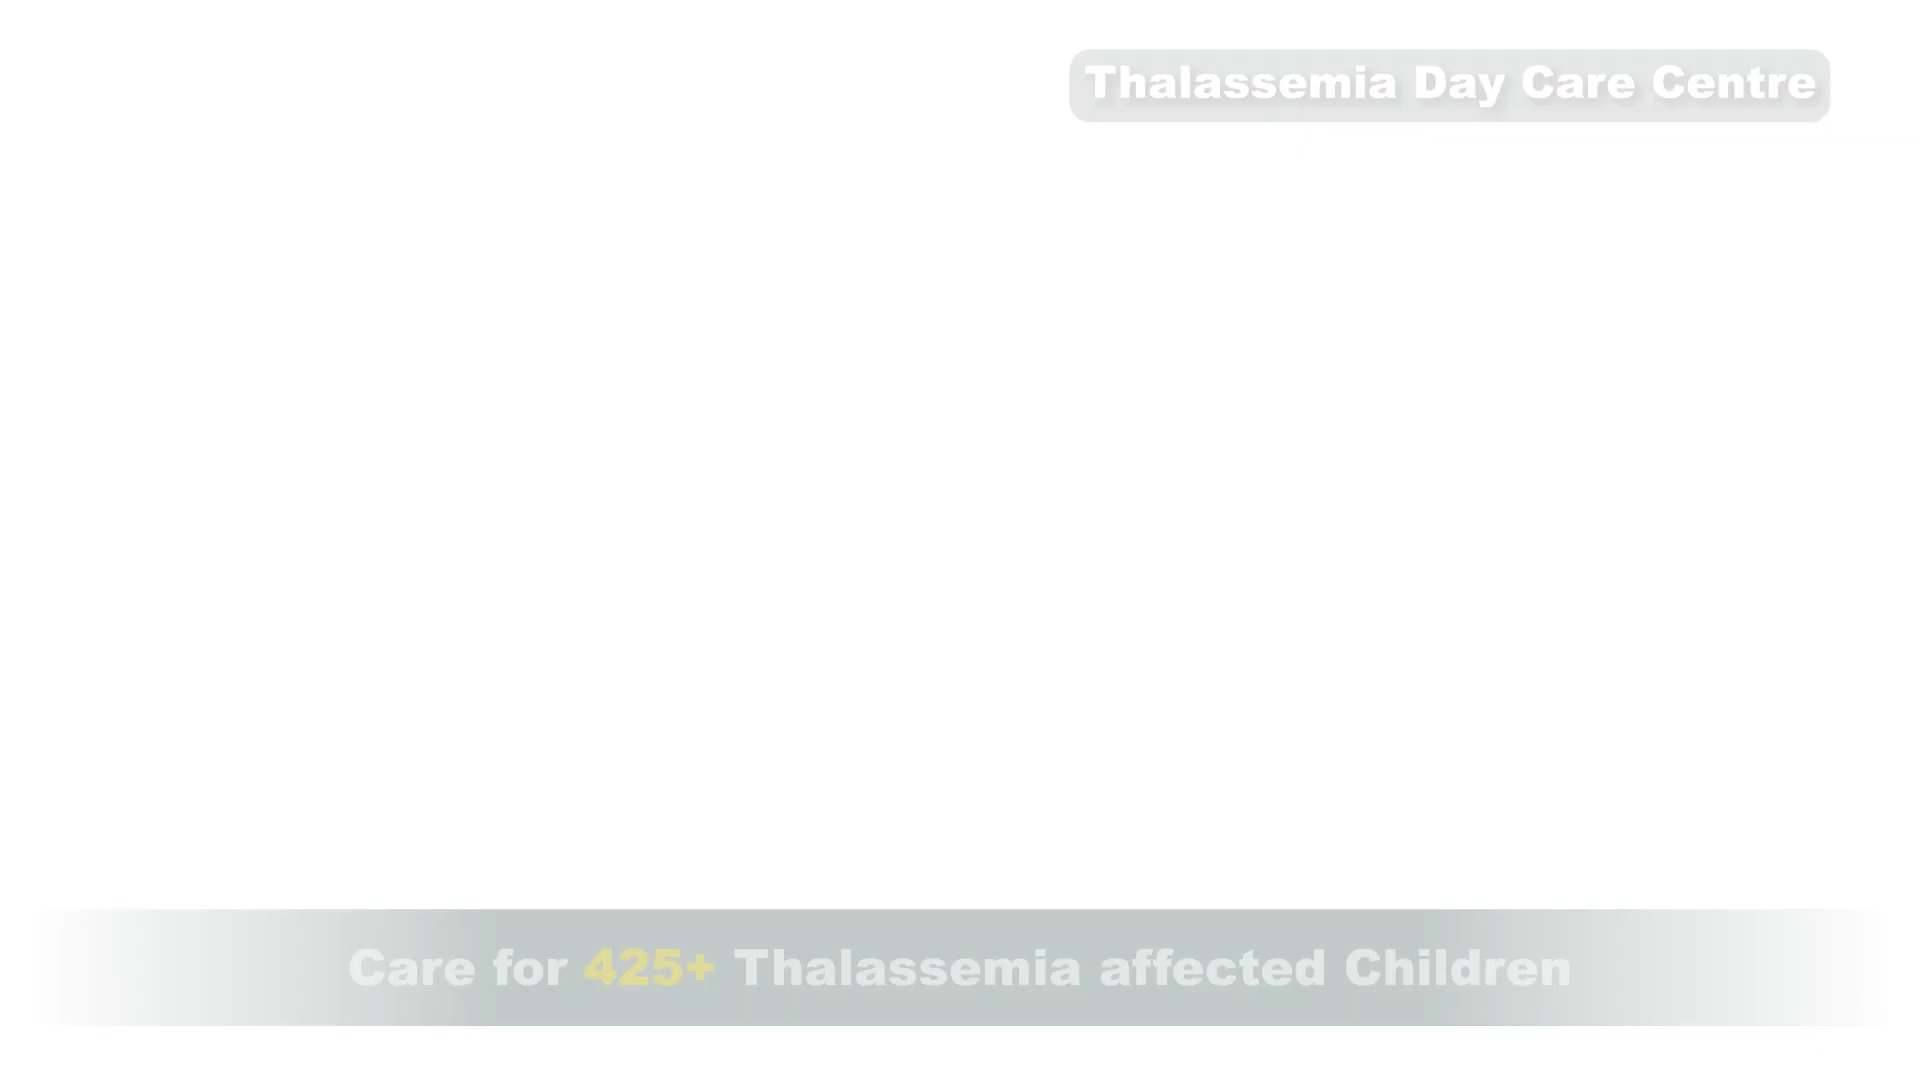 Thalassemia Day Care Centre
Care for 425+ Thalassemia affected Children